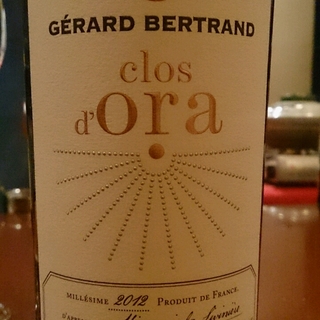 GÉRARD BERTRAND
clos
d'ora
MILLÉSIME 2012 PRODUIT DE FRANCE